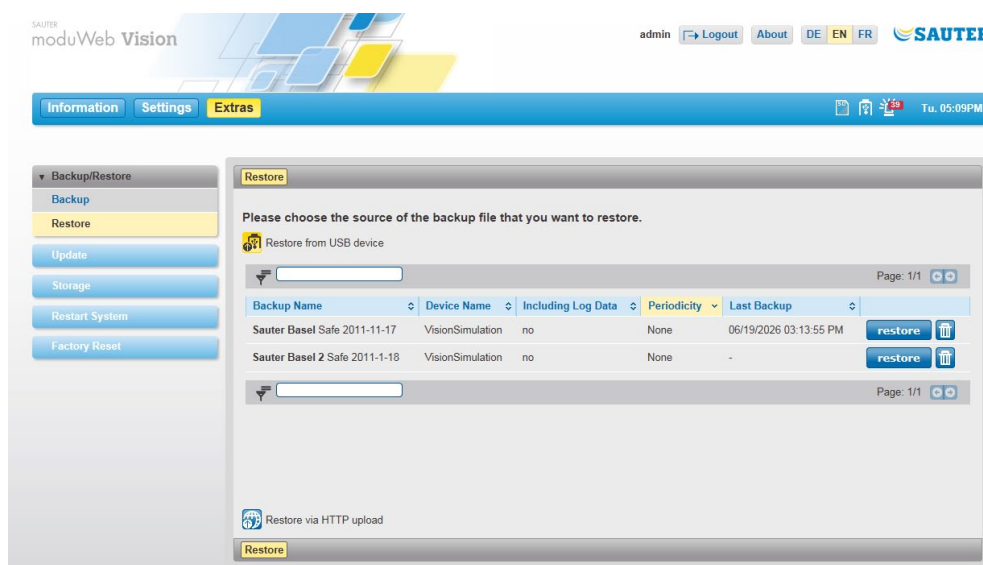 SAUTER
moduWeb Vision
admin Logout About DE EN FR SAUTER
Information Settings Extras 39 Tu. 05:09PM
Backup/Restore
Backup
Restore
Update
Storage
Restart System
Factory Reset
Restore
Please choose the source of the backup file that you want to restore.
Restore from USB device
Page: 1/1
Backup Name Device Name Including Log Data Periodicity Last Backup
Sauter Basel Safe 2011-11-17 VisionSimulation no None 06/19/2026 03:13:55 PM restore
Sauter Basel 2 Safe 2011-1-18 VisionSimulation no None - restore
Page: 1/1
Restore via HTTP upload
Restore